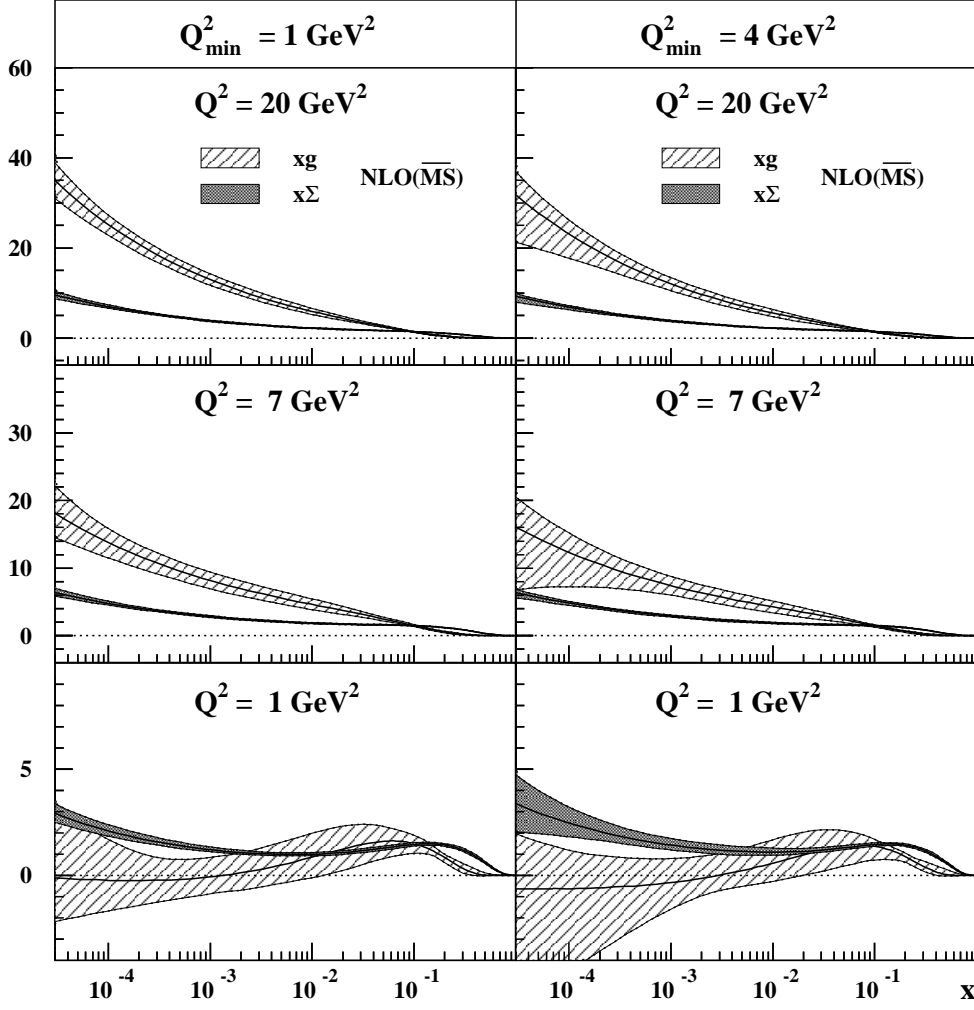 Q²min = 1 GeV² Q²min = 4 GeV²
60
Q² = 20 GeV² Q² = 20 GeV²
xg NLO(M̅S̅) xg NLO(M̅S̅)
xΣ xΣ
40
20
0
Q² = 7 GeV² Q² = 7 GeV²
30
20
10
0
Q² = 1 GeV² Q² = 1 GeV²
5
0
10⁻⁴ 10⁻³ 10⁻² 10⁻¹ 10⁻⁴ 10⁻³ 10⁻² 10⁻¹ x